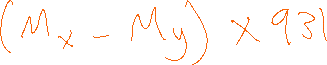 (Mx - My) × 931